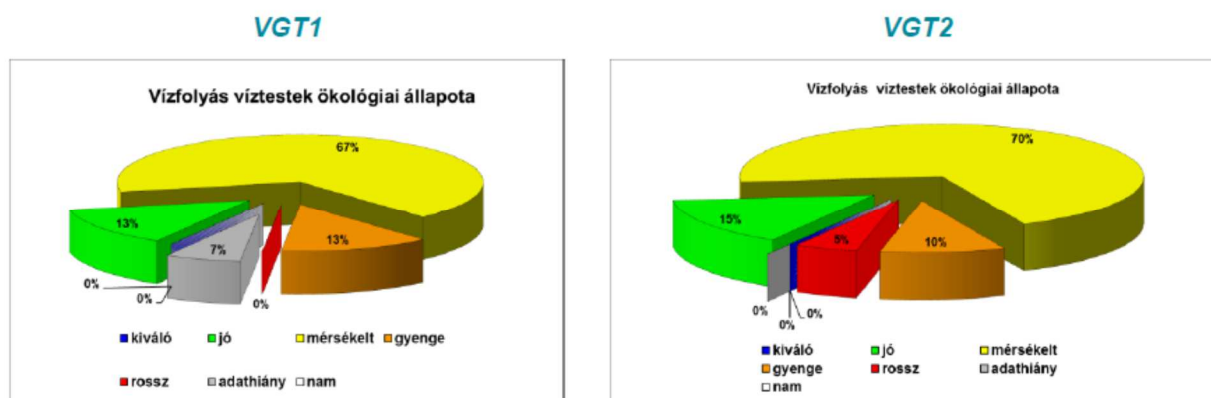 VGT1
Vízfolyás víztestek ökológiai állapota
67%
13%
7%
13%
0%
0%
0%
kiváló jó mérsékelt gyenge
rossz adathiány nam
VGT2
Vízfolyás víztestek ökológiai állapota
70%
15%
5%
10%
0%
0%
0%
kiváló jó mérsékelt
gyenge rossz adathiány
nam